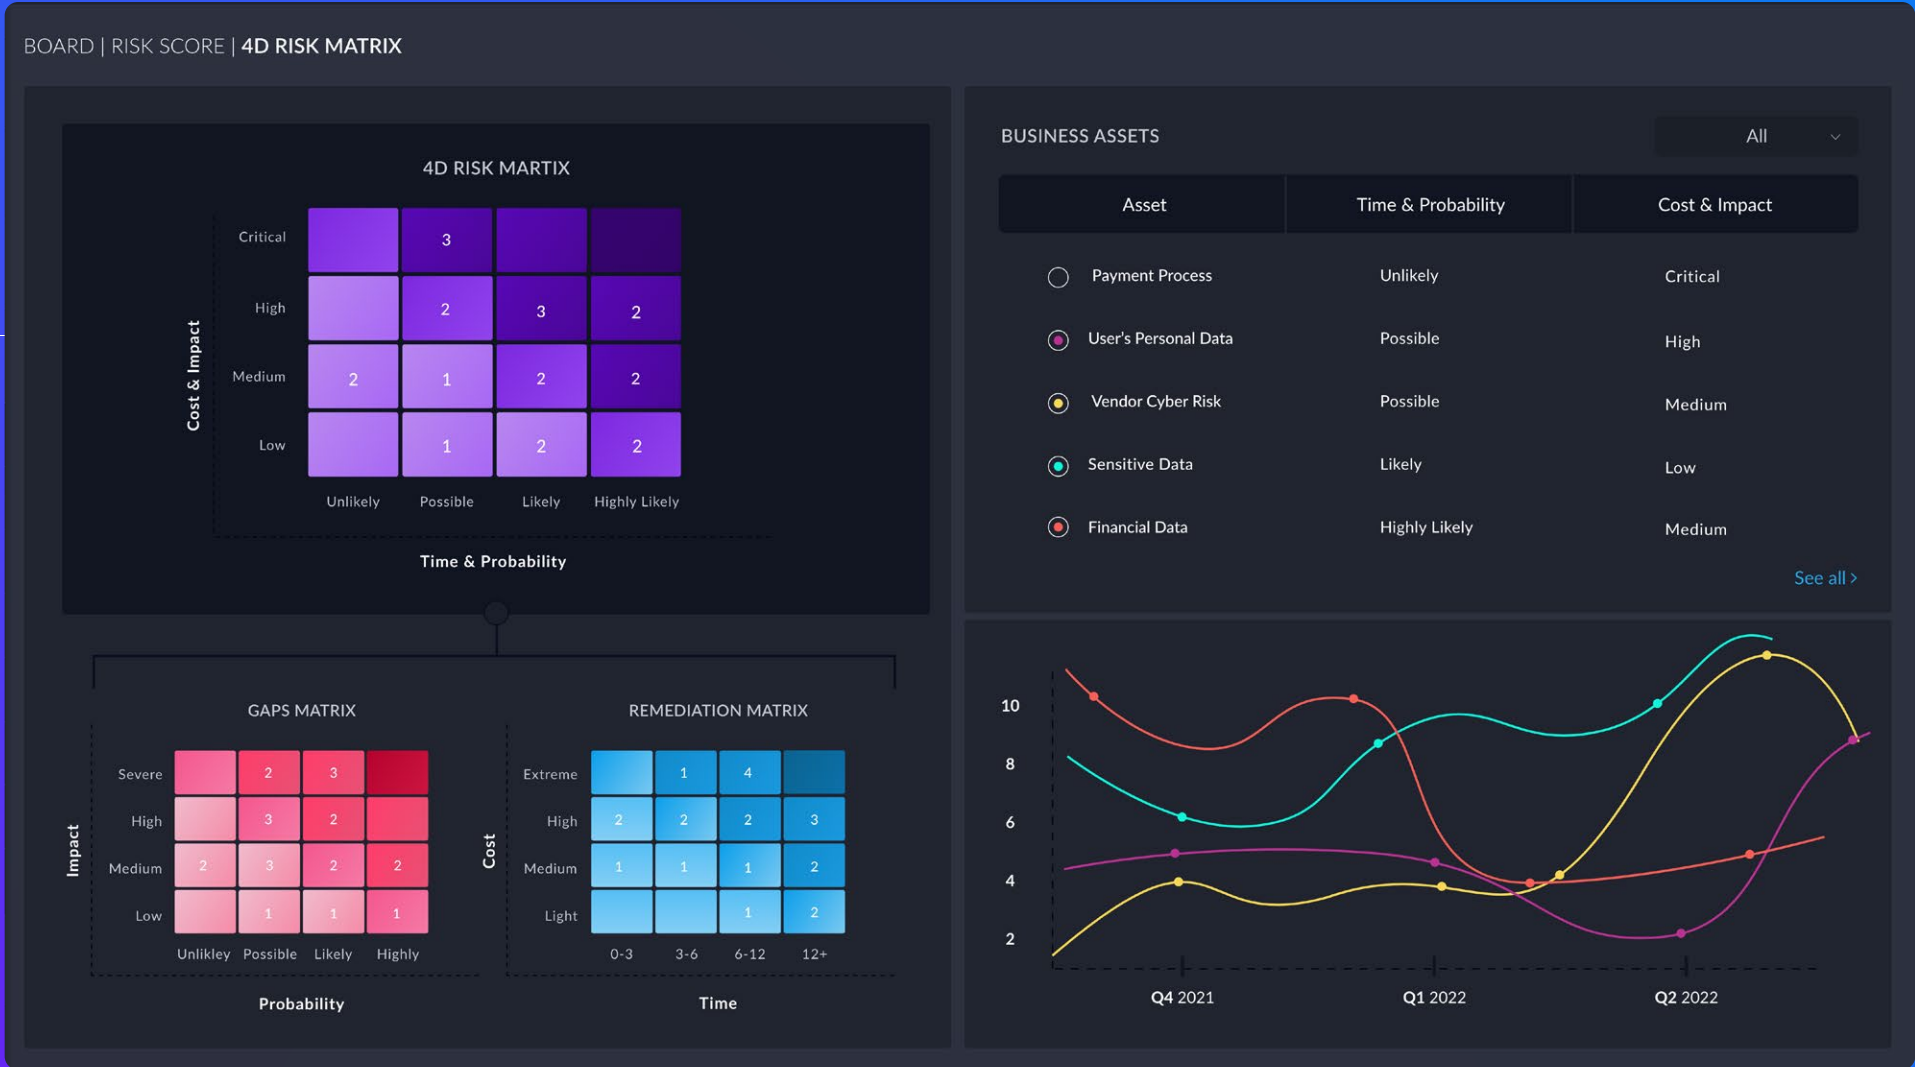 BOARD | RISK SCORE | 4D RISK MATRIX
4D RISK MARTIX
Cost & Impact
Critical 3
High 2 3 2
Medium 2 1 2 2
Low 1 2 2
Unlikely Possible Likely Highly Likely
Time & Probability
GAPS MATRIX
Impact
Severe 2 3
High 3 2
Medium 2 3 2 2
Low 1 1 1
Unlikley Possible Likely Highly
Probability
REMEDIATION MATRIX
Cost
Extreme 1 4
High 2 2 2 3
Medium 1 1 1 2
Light 1 2
0-3 3-6 6-12 12+
Time
BUSINESS ASSETS
All
Asset Time & Probability Cost & Impact
Payment Process Unlikely Critical
User's Personal Data Possible High
Vendor Cyber Risk Possible Medium
Sensitive Data Likely Low
Financial Data Highly Likely Medium
See all >
10
8
6
4
2
Q4 2021 Q1 2022 Q2 2022